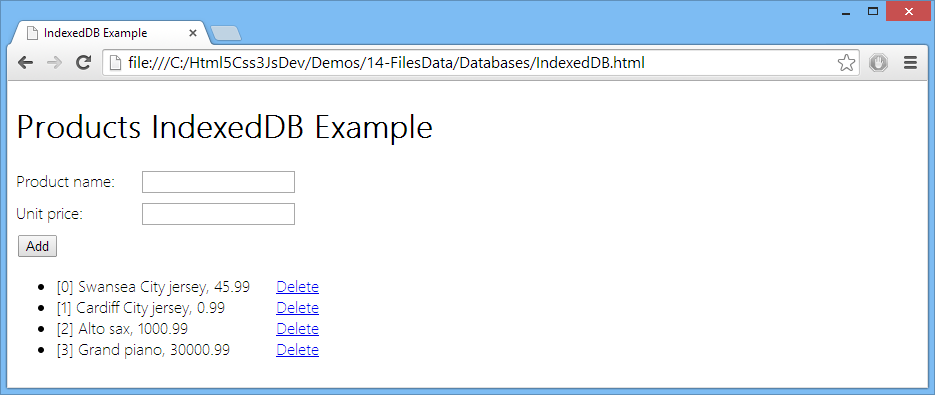 IndexedDB Example
file:///C:/Html5Css3JsDev/Demos/14-FilesData/Databases/IndexedDB.html
Products IndexedDB Example
Product name:
Unit price:
Add
[0] Swansea City jersey, 45.99 Delete
[1] Cardiff City jersey, 0.99 Delete
[2] Alto sax, 1000.99 Delete
[3] Grand piano, 30000.99 Delete